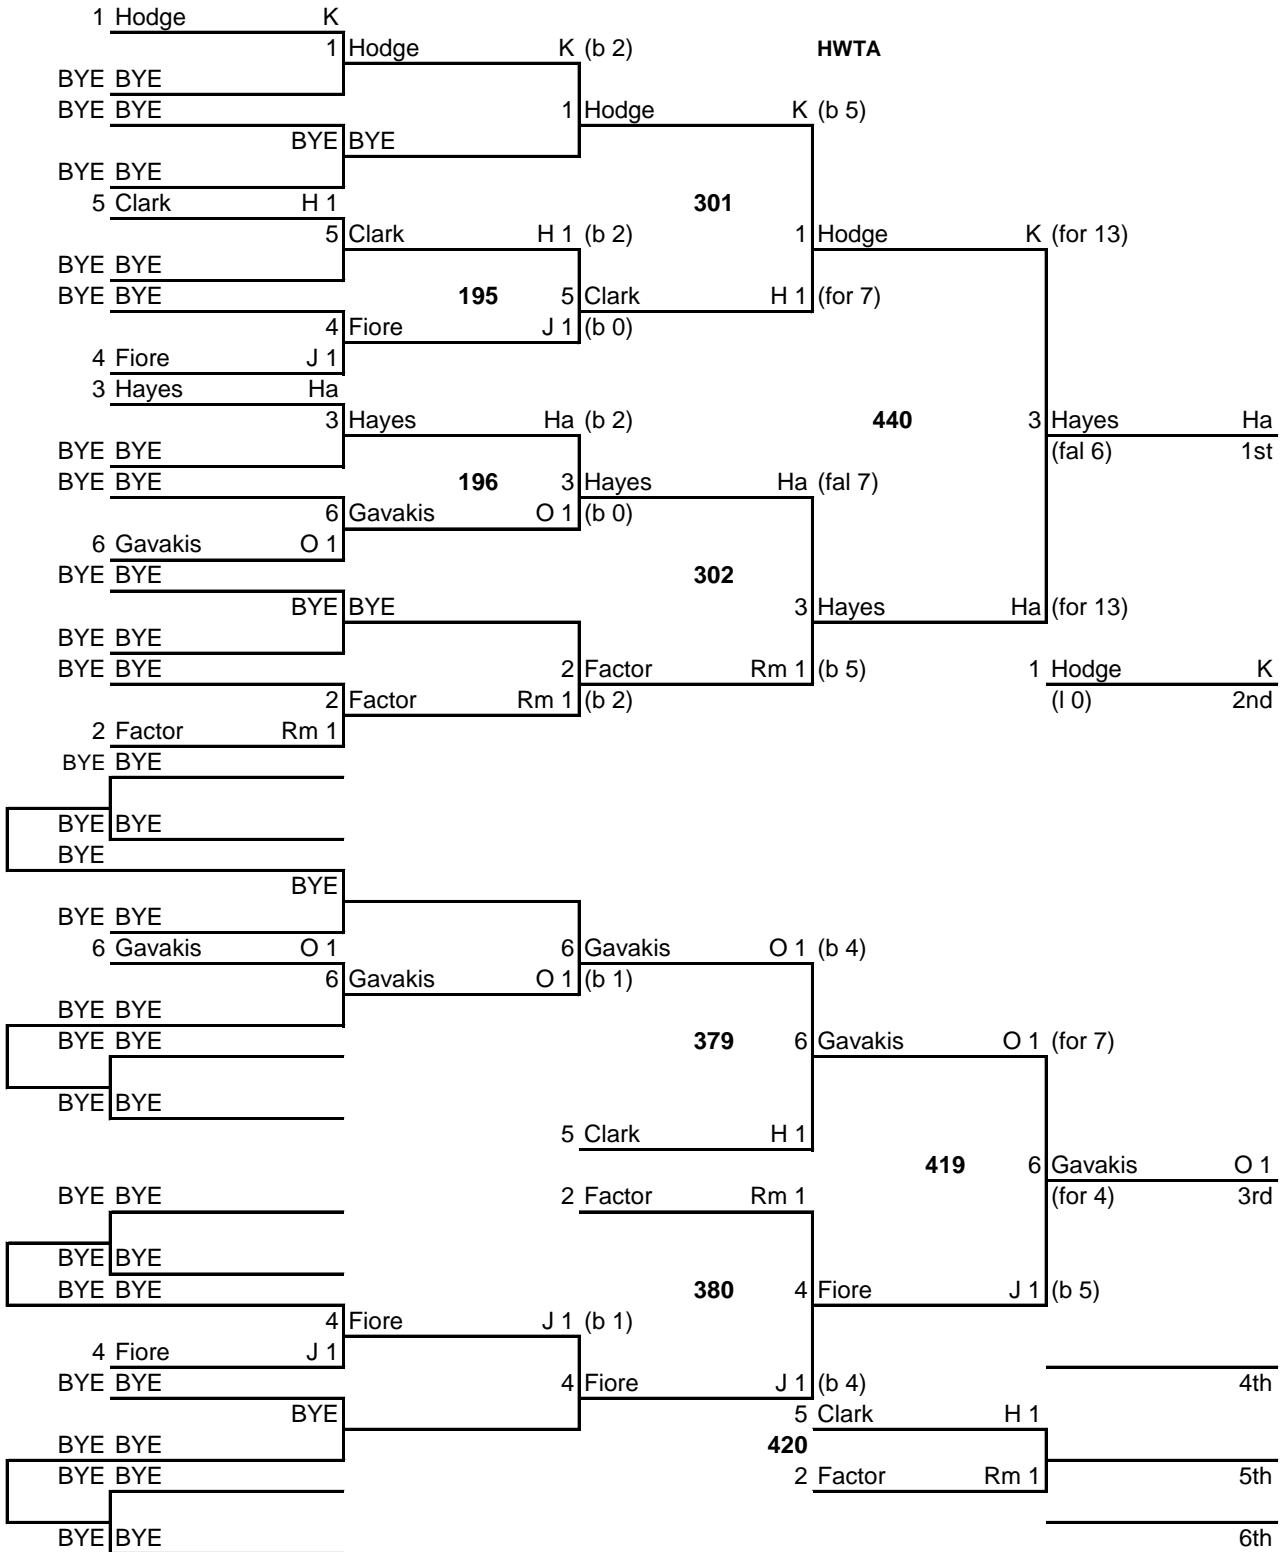 1 Hodge K
1 Hodge K (b 2) HWTA
BYE BYE
BYE BYE 1 Hodge K (b 5)
BYE BYE
BYE BYE
5 Clark H 1 301
5 Clark H 1 (b 2) 1 Hodge K (for 13)
BYE BYE
BYE BYE 195 5 Clark H 1 (for 7)
4 Fiore J 1 (b 0)
4 Fiore J 1
3 Hayes Ha
3 Hayes Ha (b 2) 440 3 Hayes Ha
BYE BYE (fal 6) 1st
BYE BYE 196 3 Hayes Ha (fal 7)
6 Gavakis O 1 (b 0)
6 Gavakis O 1
BYE BYE 302
BYE BYE 3 Hayes Ha (for 13)
BYE BYE
BYE BYE 2 Factor Rm 1 (b 5) 1 Hodge K
2 Factor Rm 1 (b 2) (l 0) 2nd
2 Factor Rm 1
BYE BYE
BYE BYE
BYE
BYE
BYE BYE
6 Gavakis O 1 6 Gavakis O 1 (b 4)
6 Gavakis O 1 (b 1)
BYE BYE
BYE BYE 379 6 Gavakis O 1 (for 7)
BYE BYE
5 Clark H 1
419 6 Gavakis O 1
BYE BYE 2 Factor Rm 1 (for 4) 3rd
BYE BYE
BYE BYE 380 4 Fiore J 1 (b 5)
4 Fiore J 1 (b 1)
4 Fiore J 1
BYE BYE 4 Fiore J 1 (b 4) 4th
BYE 5 Clark H 1
BYE BYE 420
BYE BYE 2 Factor Rm 1 5th
BYE BYE 6th